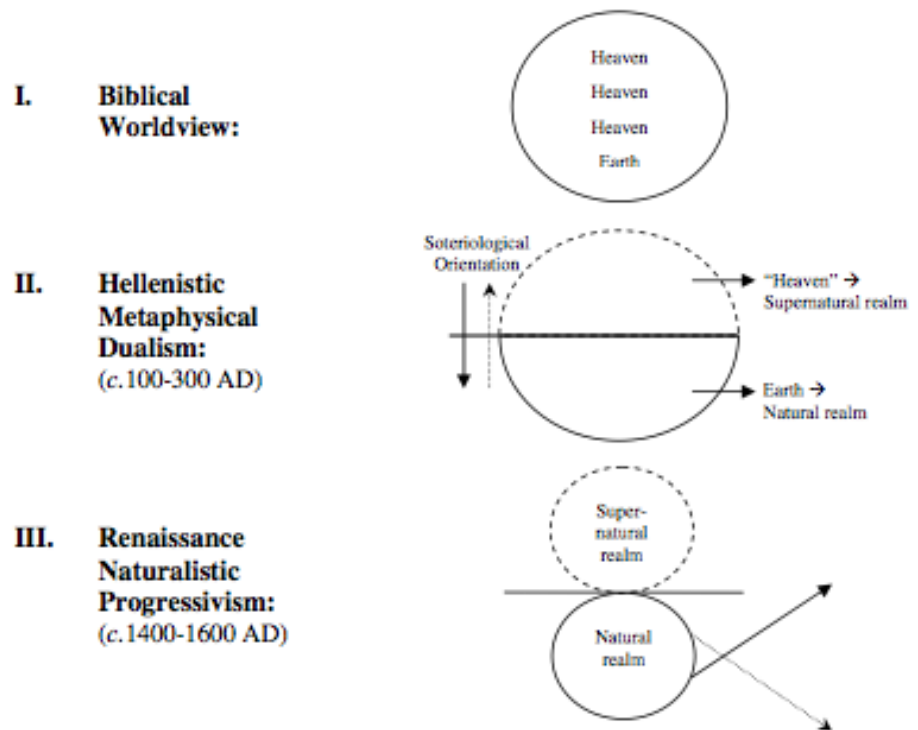 I. Biblical
Worldview:
Heaven
Heaven
Heaven
Earth
II. Hellenistic
Metaphysical
Dualism:
(c.100-300 AD)
Soteriological
Orientation
“Heaven” →
Supernatural realm
Earth →
Natural realm
III. Renaissance
Naturalistic
Progressivism:
(c.1400-1600 AD)
Super-
natural
realm
Natural
realm